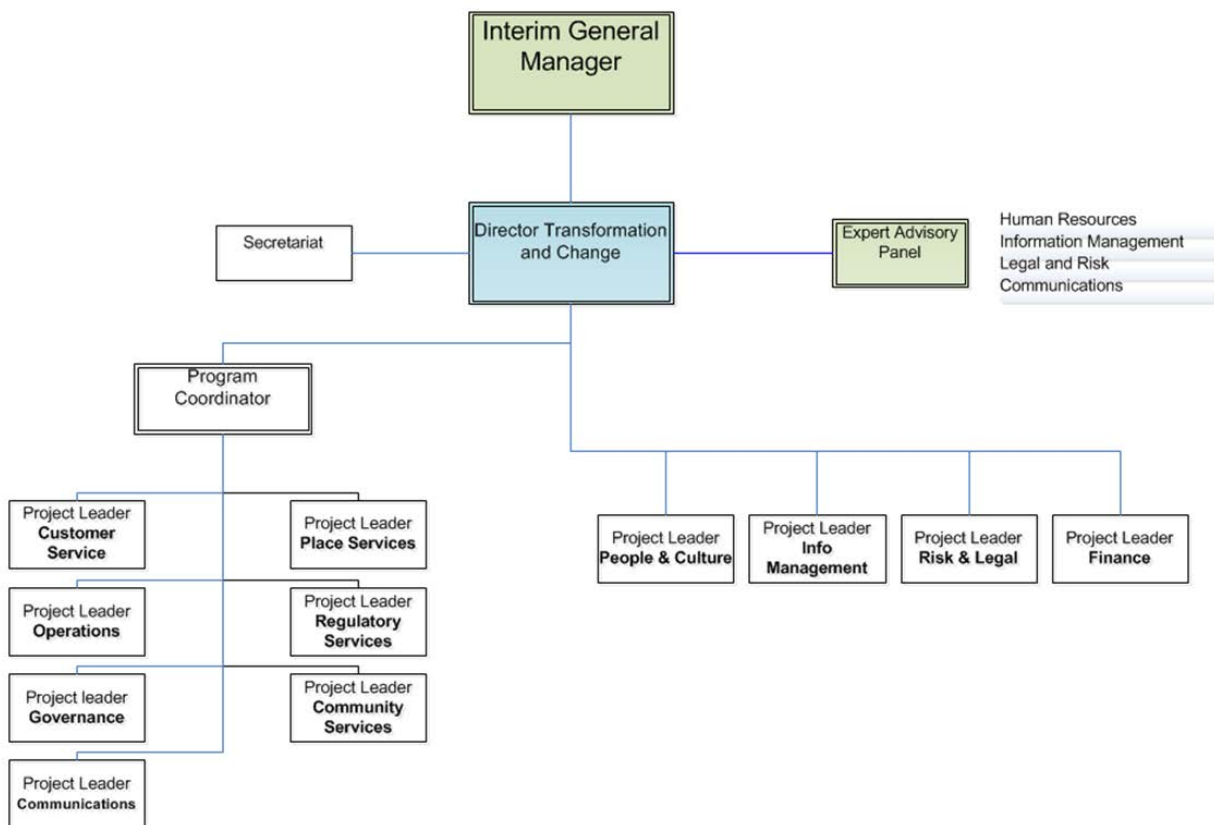 Interim General
Manager
Secretariat
Director Transformation
and Change
Expert Advisory
Panel
Human Resources
Information Management
Legal and Risk
Communications
Program
Coordinator
Project Leader
Customer
Service
Project Leader
Place Services
Project Leader
People & Culture
Project Leader
Info
Management
Project Leader
Risk & Legal
Project Leader
Finance
Project Leader
Operations
Project Leader
Regulatory
Services
Project leader
Governance
Project Leader
Community
Services
Project Leader
Communications